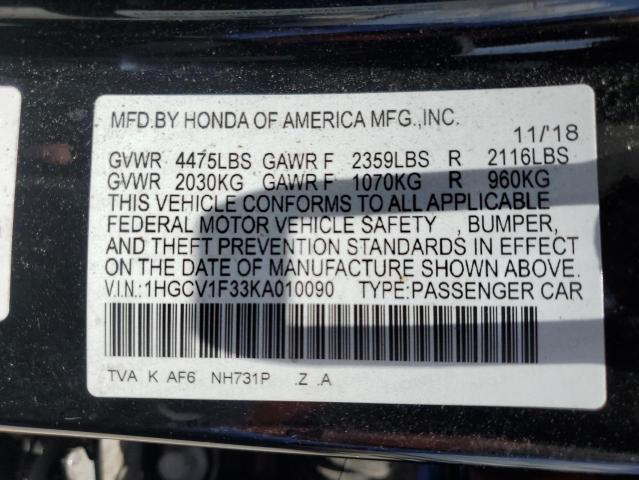 MFD.BY HONDA OF AMERICA MFG.,INC.
11/'18
GVWR 4475LBS GAWR F 2359LBS R 2116LBS
GVWR 2030KG GAWR F 1070KG R 960KG
THIS VEHICLE CONFORMS TO ALL APPLICABLE
FEDERAL MOTOR VEHICLE SAFETY , BUMPER,
AND THEFT PREVENTION STANDARDS IN EFFECT
ON THE DATE OF MANUFACTURE SHOWN ABOVE.
V.I.N.:1HGCV1F33KA010090 TYPE:PASSENGER CAR
TVA K AF6 NH731P .Z .A